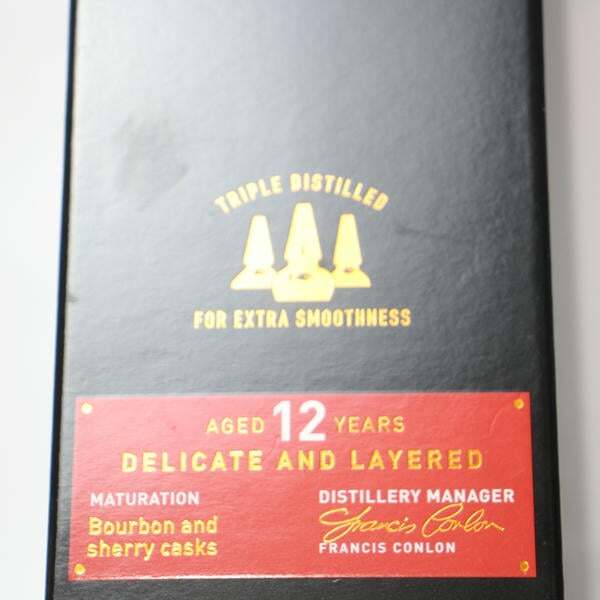 TRIPLE DISTILLED
FOR EXTRA SMOOTHNESS
AGED 12 YEARS
DELICATE AND LAYERED
MATURATION
Bourbon and
sherry casks
DISTILLERY MANAGER
Francis Conlon
FRANCIS CONLON